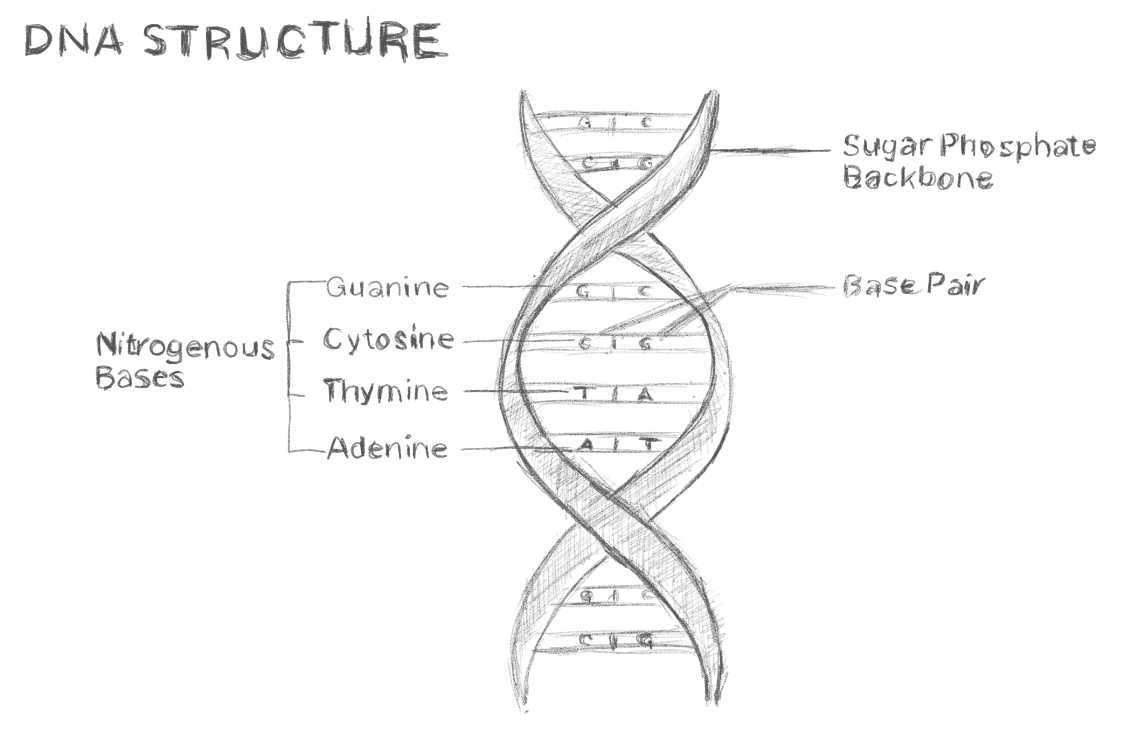 DNA STRUCTURE
G | C
C | G
Sugar Phosphate
Backbone
Guanine
G | C
Base Pair
Nitrogenous
Bases
Cytosine
C | G
Thymine
T | A
Adenine
A | T
G | C
C | G